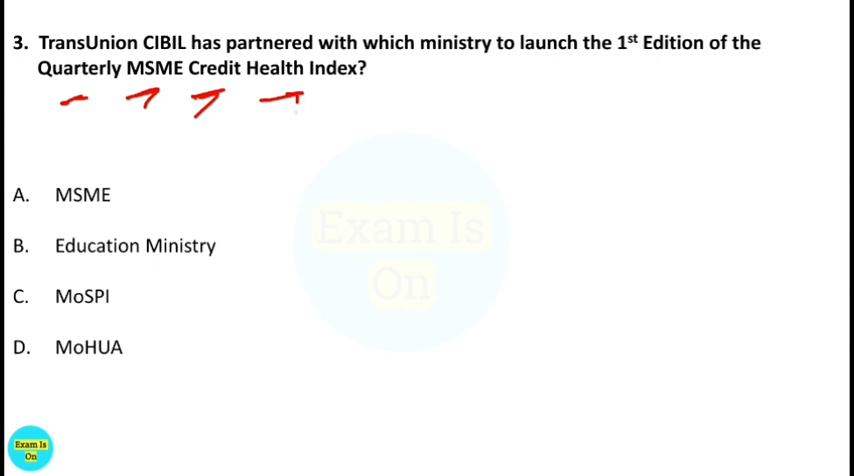 3. TransUnion CIBIL has partnered with which ministry to launch the 1st Edition of the
Quarterly MSME Credit Health Index?
A. MSME
Exam Is
B. Education Ministry
On
C. MoSPI
D. MoHUA
Exam Is
On